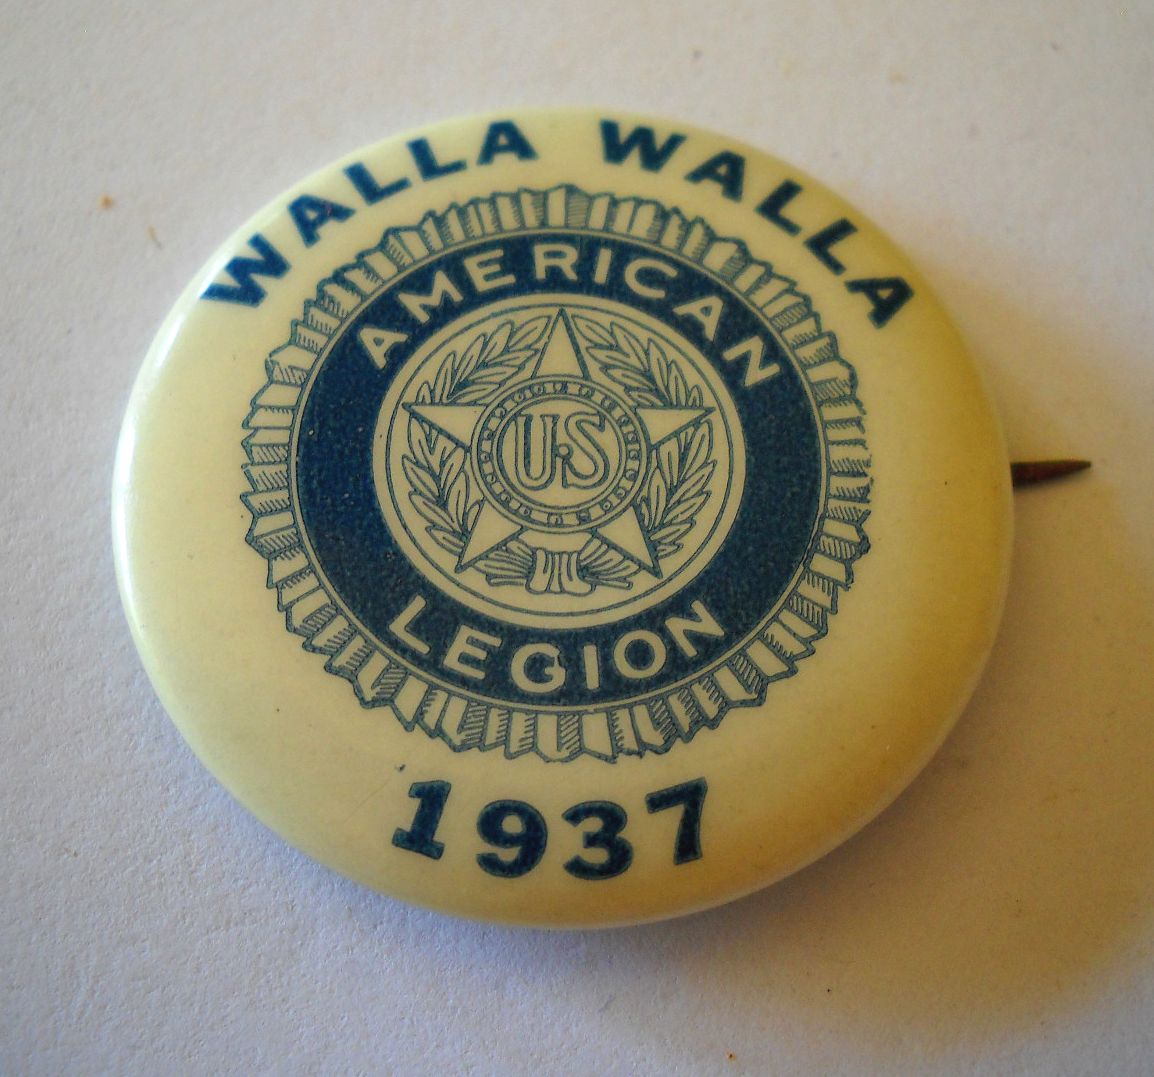 WALLA WALLA
AMERICAN
U.S
LEGION
1937